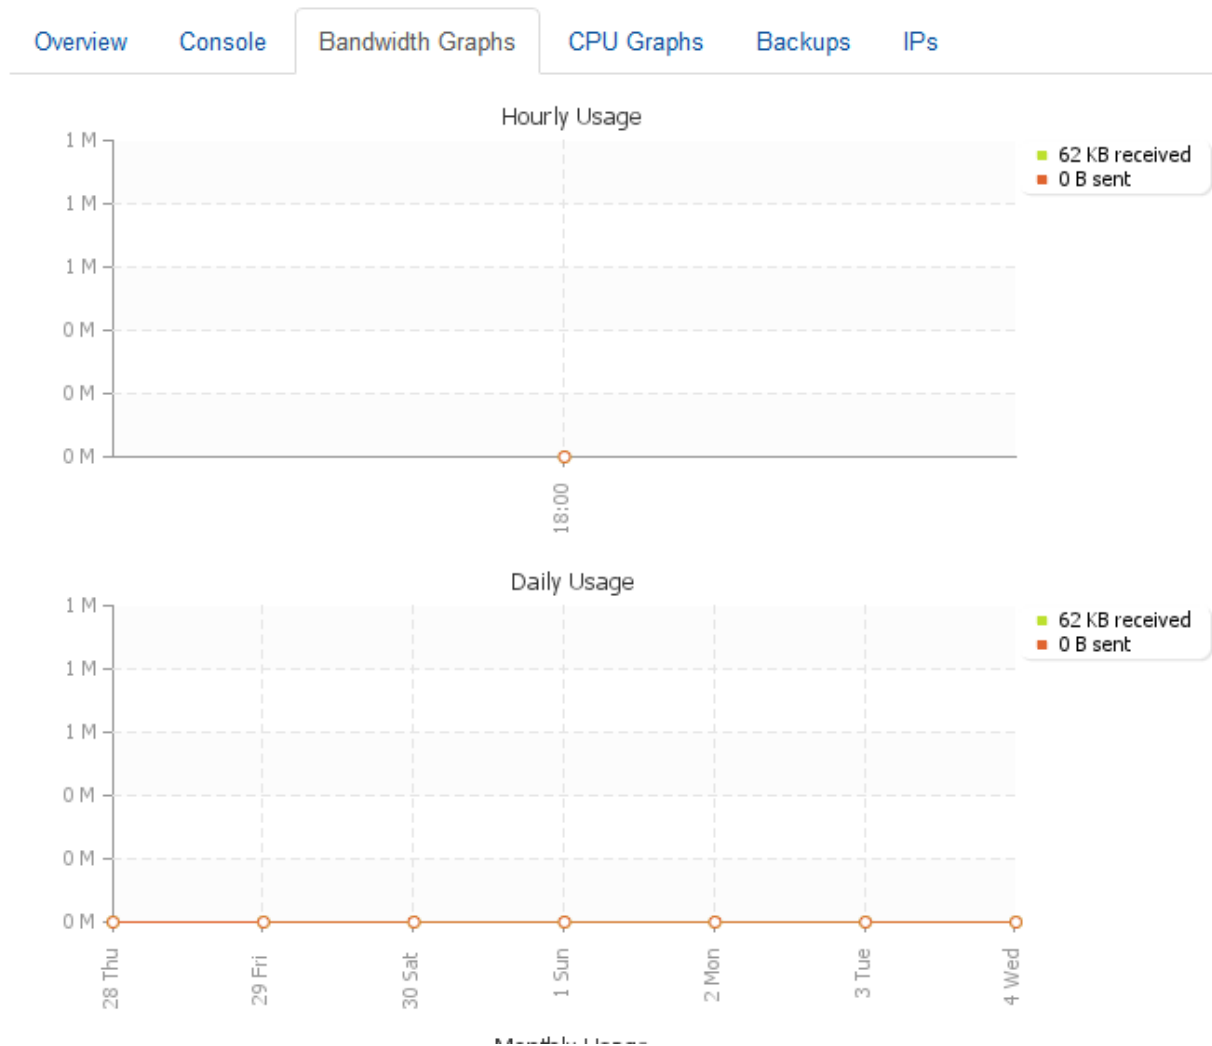 Overview Console Bandwidth Graphs CPU Graphs Backups IPs
Hourly Usage
1 M
1 M
1 M
0 M
0 M
0 M
62 KB received
0 B sent
18:00
Daily Usage
1 M
1 M
1 M
0 M
0 M
0 M
62 KB received
0 B sent
28 Thu
29 Fri
30 Sat
1 Sun
2 Mon
3 Tue
4 Wed
Monthly Usage